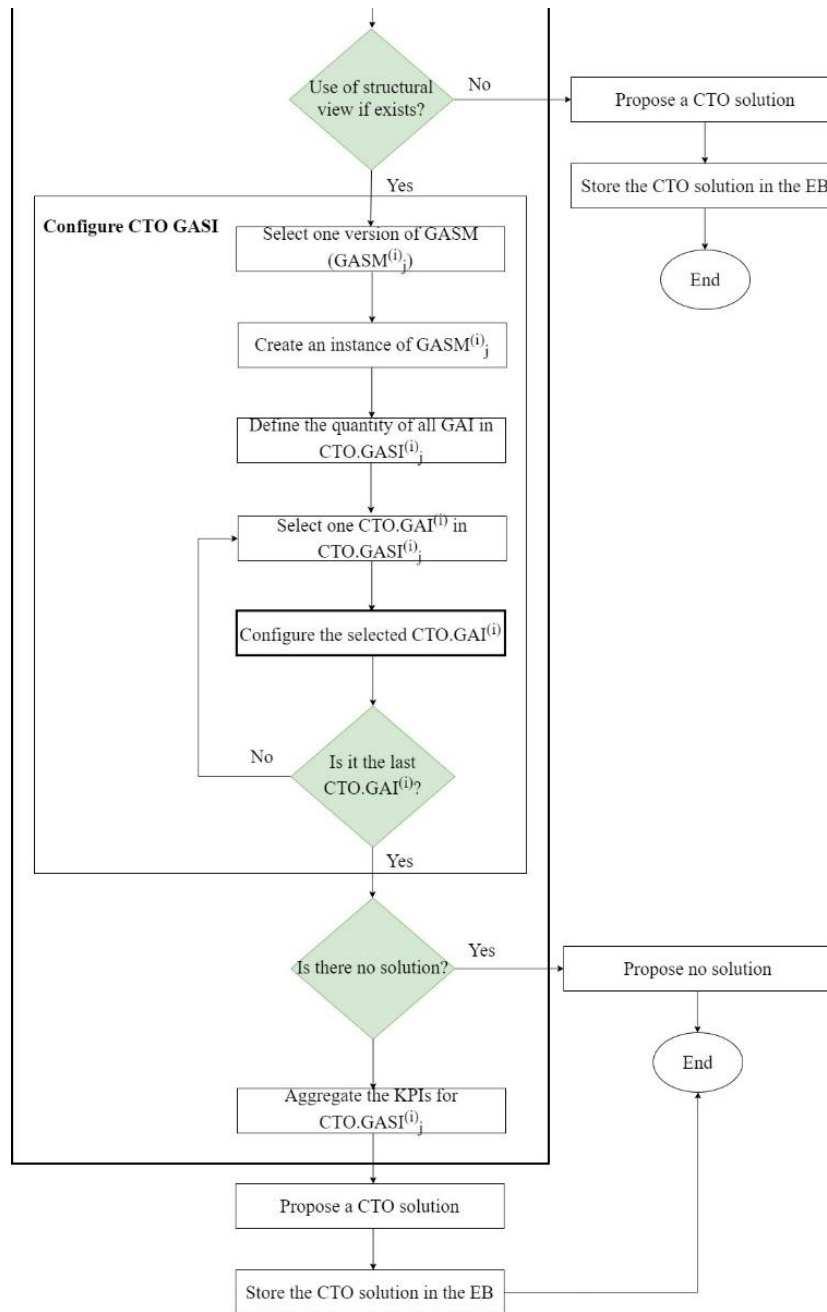 Use of structural
view if exists?
No
Propose a CTO solution
Store the CTO solution in the EB
End
Yes
Configure CTO GASI
Select one version of GASM
(GASM⁽ⁱ⁾ⱼ)
Create an instance of GASM⁽ⁱ⁾ⱼ
Define the quantity of all GAI in
CTO.GASI⁽ⁱ⁾ⱼ
Select one CTO.GAI⁽ⁱ⁾ in
CTO.GASI⁽ⁱ⁾ⱼ
Configure the selected CTO.GAI⁽ⁱ⁾
No
Is it the last
CTO.GAI⁽ⁱ⁾?
Yes
Is there no solution?
Yes
Propose no solution
End
Aggregate the KPIs for
CTO.GASI⁽ⁱ⁾ⱼ
Propose a CTO solution
Store the CTO solution in the EB